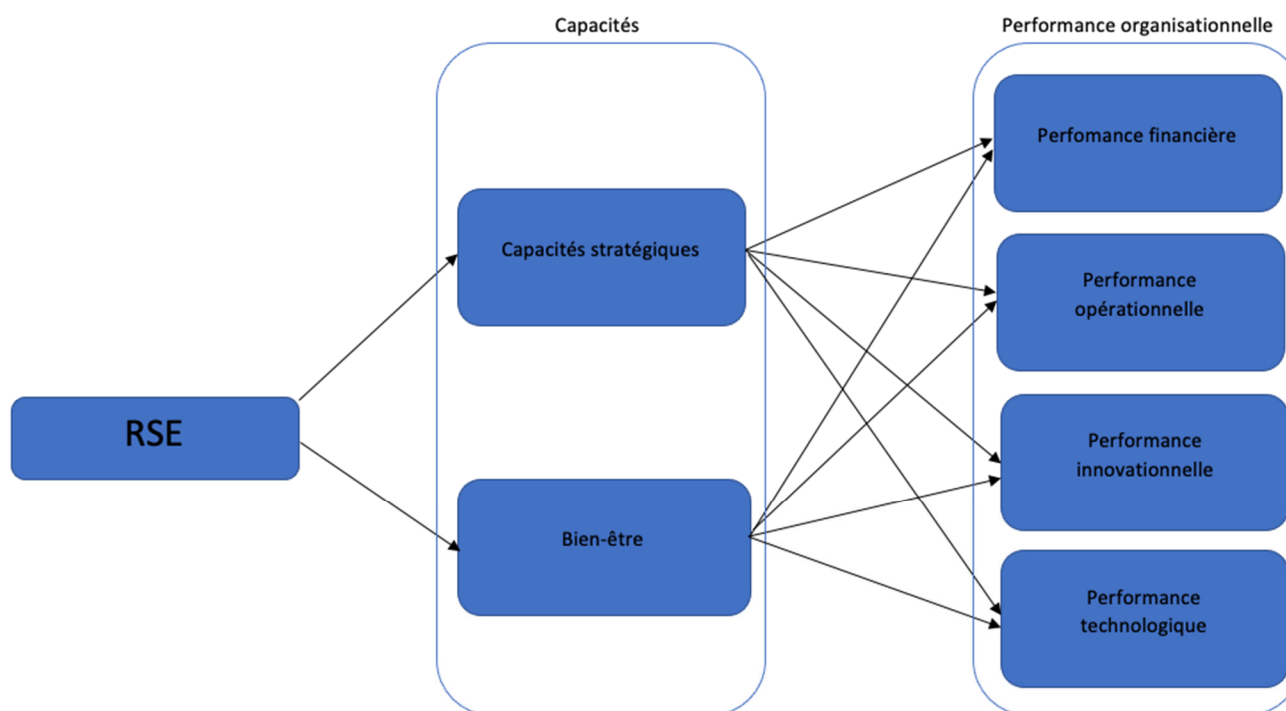 Capacités
Performance organisationnelle
Perfomance financière
Capacités stratégiques
Performance
opérationnelle
RSE
Performance
innovationnelle
Bien-être
Performance
technologique